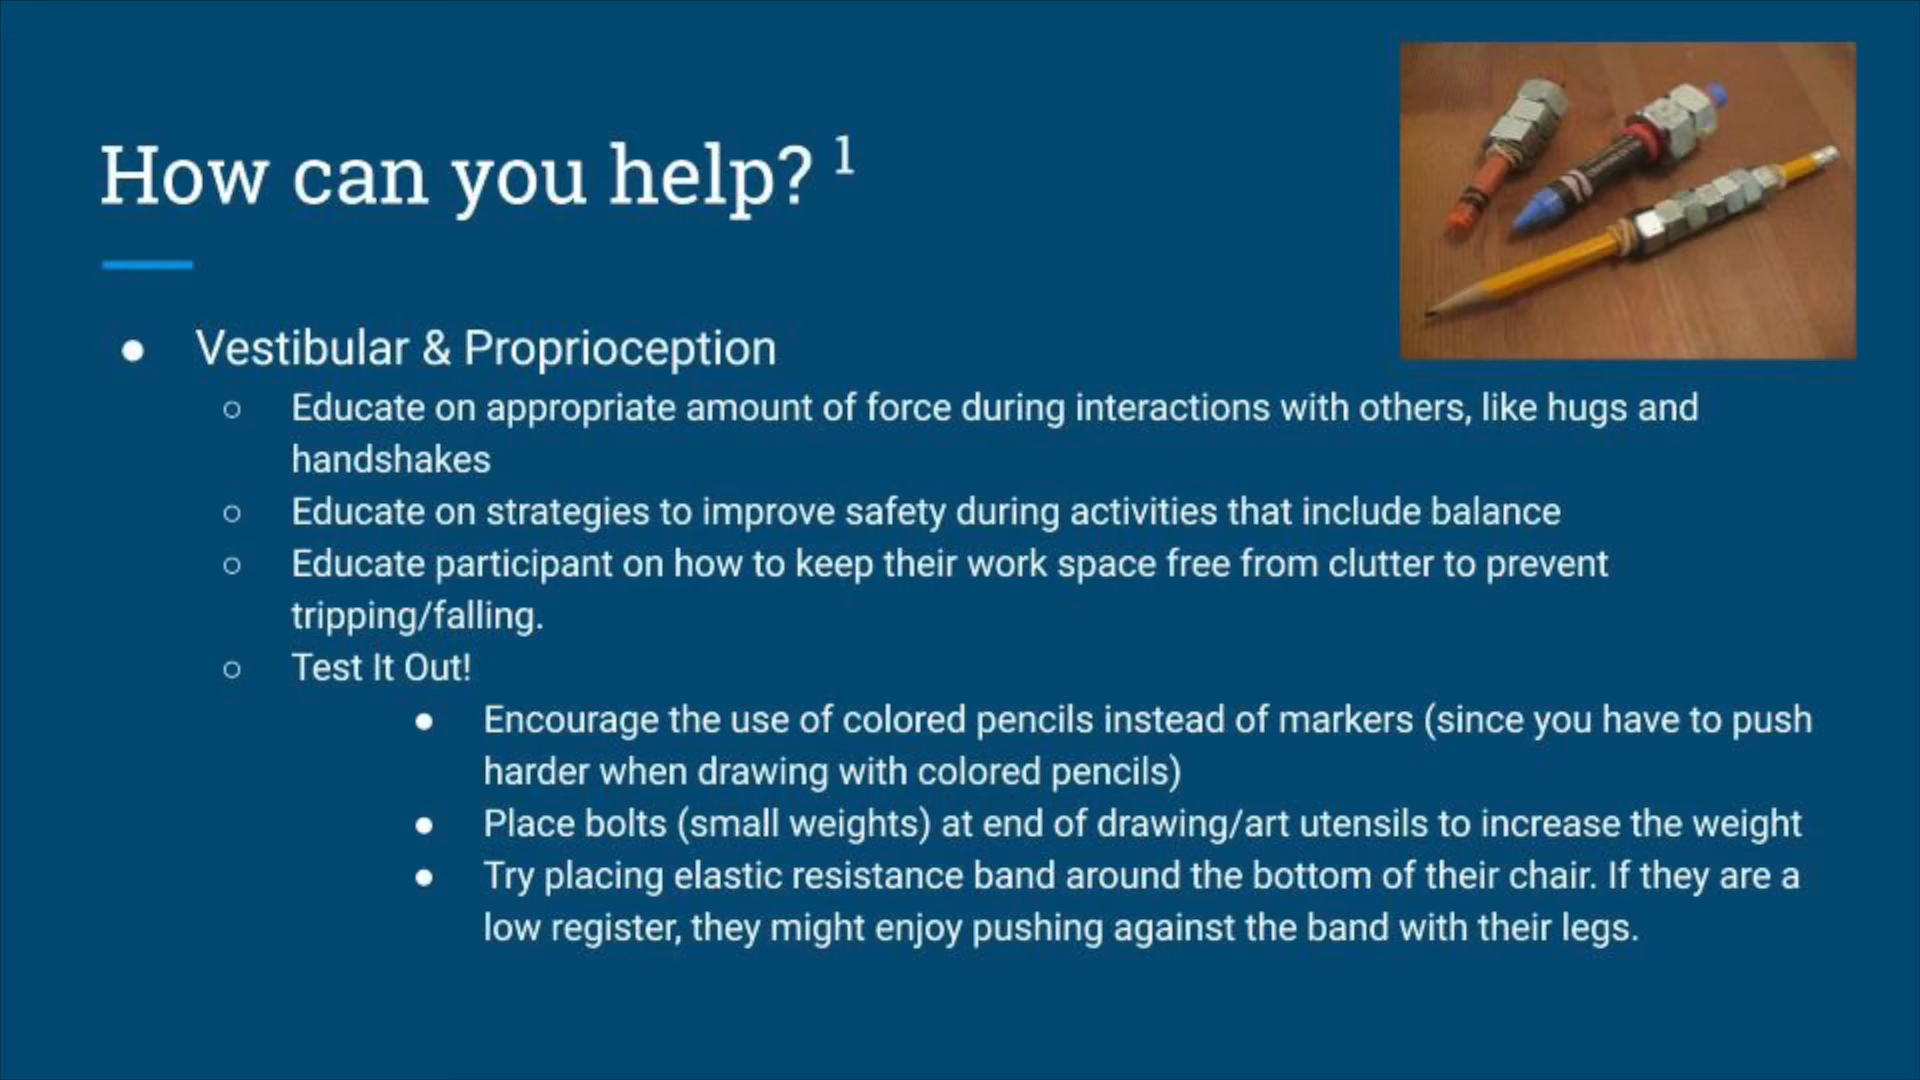 How can you help? 1
● Vestibular & Proprioception
○ Educate on appropriate amount of force during interactions with others, like hugs and
handshakes
○ Educate on strategies to improve safety during activities that include balance
○ Educate participant on how to keep their work space free from clutter to prevent
tripping/falling.
○ Test It Out!
● Encourage the use of colored pencils instead of markers (since you have to push
harder when drawing with colored pencils)
● Place bolts (small weights) at end of drawing/art utensils to increase the weight
● Try placing elastic resistance band around the bottom of their chair. If they are a
low register, they might enjoy pushing against the band with their legs.